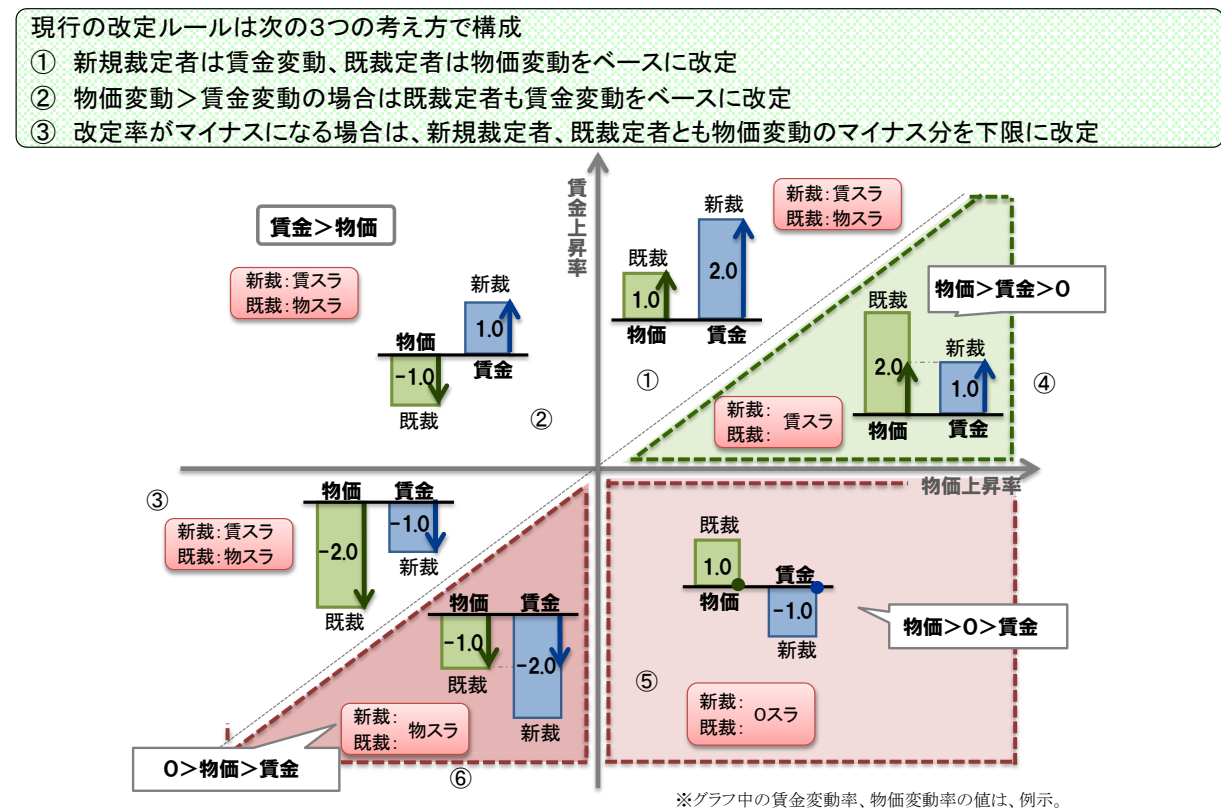 現行の改定ルールは次の3つの考え方で構成
① 新規裁定者は賃金変動、既裁定者は物価変動をベースに改定
② 物価変動＞賃金変動の場合は既裁定者も賃金変動をベースに改定
③ 改定率がマイナスになる場合は、新規裁定者、既裁定者とも物価変動のマイナス分を下限に改定
賃金上昇率
物価上昇率
賃金＞物価
新裁：賃スラ
既裁：物スラ
新裁
物価
1.0
-1.0
賃金
既裁
②
新裁：賃スラ
既裁：物スラ
新裁
既裁
2.0
1.0
物価
賃金
①
物価＞賃金＞0
既裁
新裁
2.0
1.0
物価
賃金
新裁：
既裁：
賃スラ
④
③
新裁：賃スラ
既裁：物スラ
物価
賃金
-1.0
-2.0
新裁
既裁
物価
賃金
-1.0
-2.0
既裁
新裁
新裁：
既裁：
物スラ
0＞物価＞賃金
⑥
既裁
1.0
賃金
物価
-1.0
新裁
物価＞0＞賃金
⑤
新裁：
既裁：
0スラ
※グラフ中の賃金変動率、物価変動率の値は、例示。